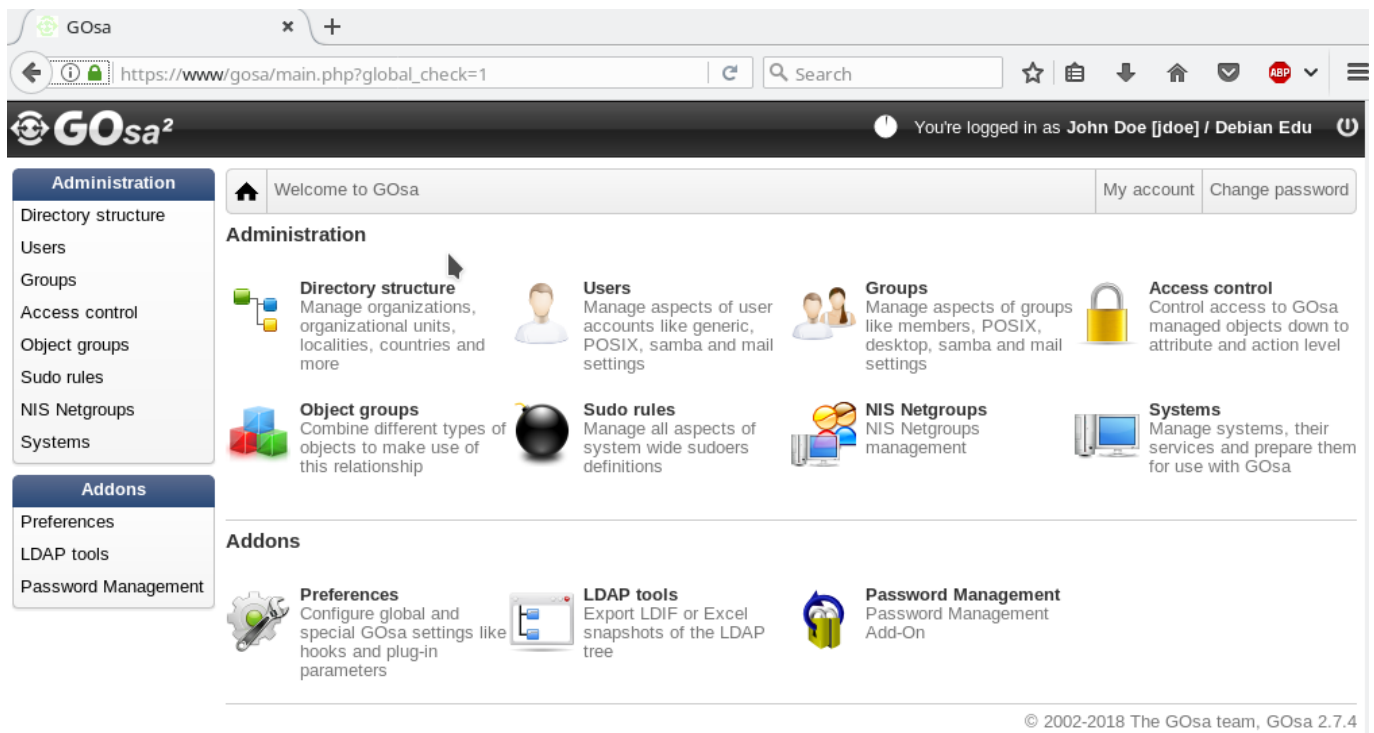 GOsa
https://www/gosa/main.php?global_check=1
Search
ABP
GOsa²
You're logged in as John Doe [jdoe] / Debian Edu
Administration
Directory structure
Users
Groups
Access control
Object groups
Sudo rules
NIS Netgroups
Systems
Addons
Preferences
LDAP tools
Password Management
Welcome to GOsa
My account
Change password
Administration
Directory structure
Manage organizations,
organizational units,
localities, countries and
more
Users
Manage aspects of user
accounts like generic,
POSIX, samba and mail
settings
Groups
Manage aspects of groups
like members, POSIX,
desktop, samba and mail
settings
Access control
Control access to GOsa
managed objects down to
attribute and action level
Object groups
Combine different types of
objects to make use of
this relationship
Sudo rules
Manage all aspects of
system wide sudoers
definitions
NIS Netgroups
NIS Netgroups
management
Systems
Manage systems, their
services and prepare them
for use with GOsa
Addons
Preferences
Configure global and
special GOsa settings like
hooks and plug-in
parameters
LDAP tools
Export LDIF or Excel
snapshots of the LDAP
tree
Password Management
Password Management
Add-On
© 2002-2018 The GOsa team, GOsa 2.7.4